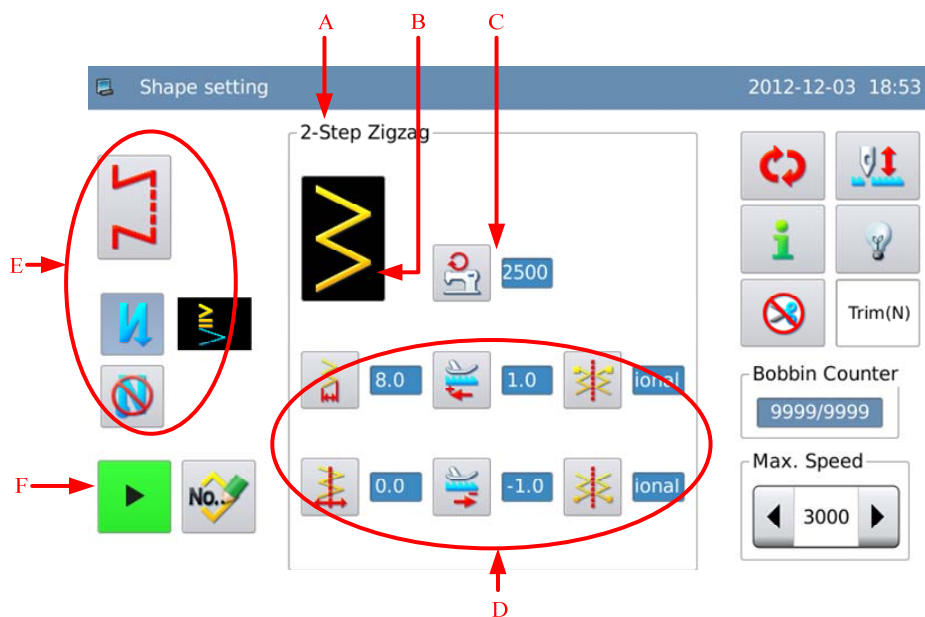 A B C
Shape setting 2012-12-03 18:53
2-Step Zigzag
E
2500
Trim(N)
8.0 1.0 ional
Bobbin Counter
9999/9999
F
No.
0.0 -1.0 ional
Max. Speed
3000
D